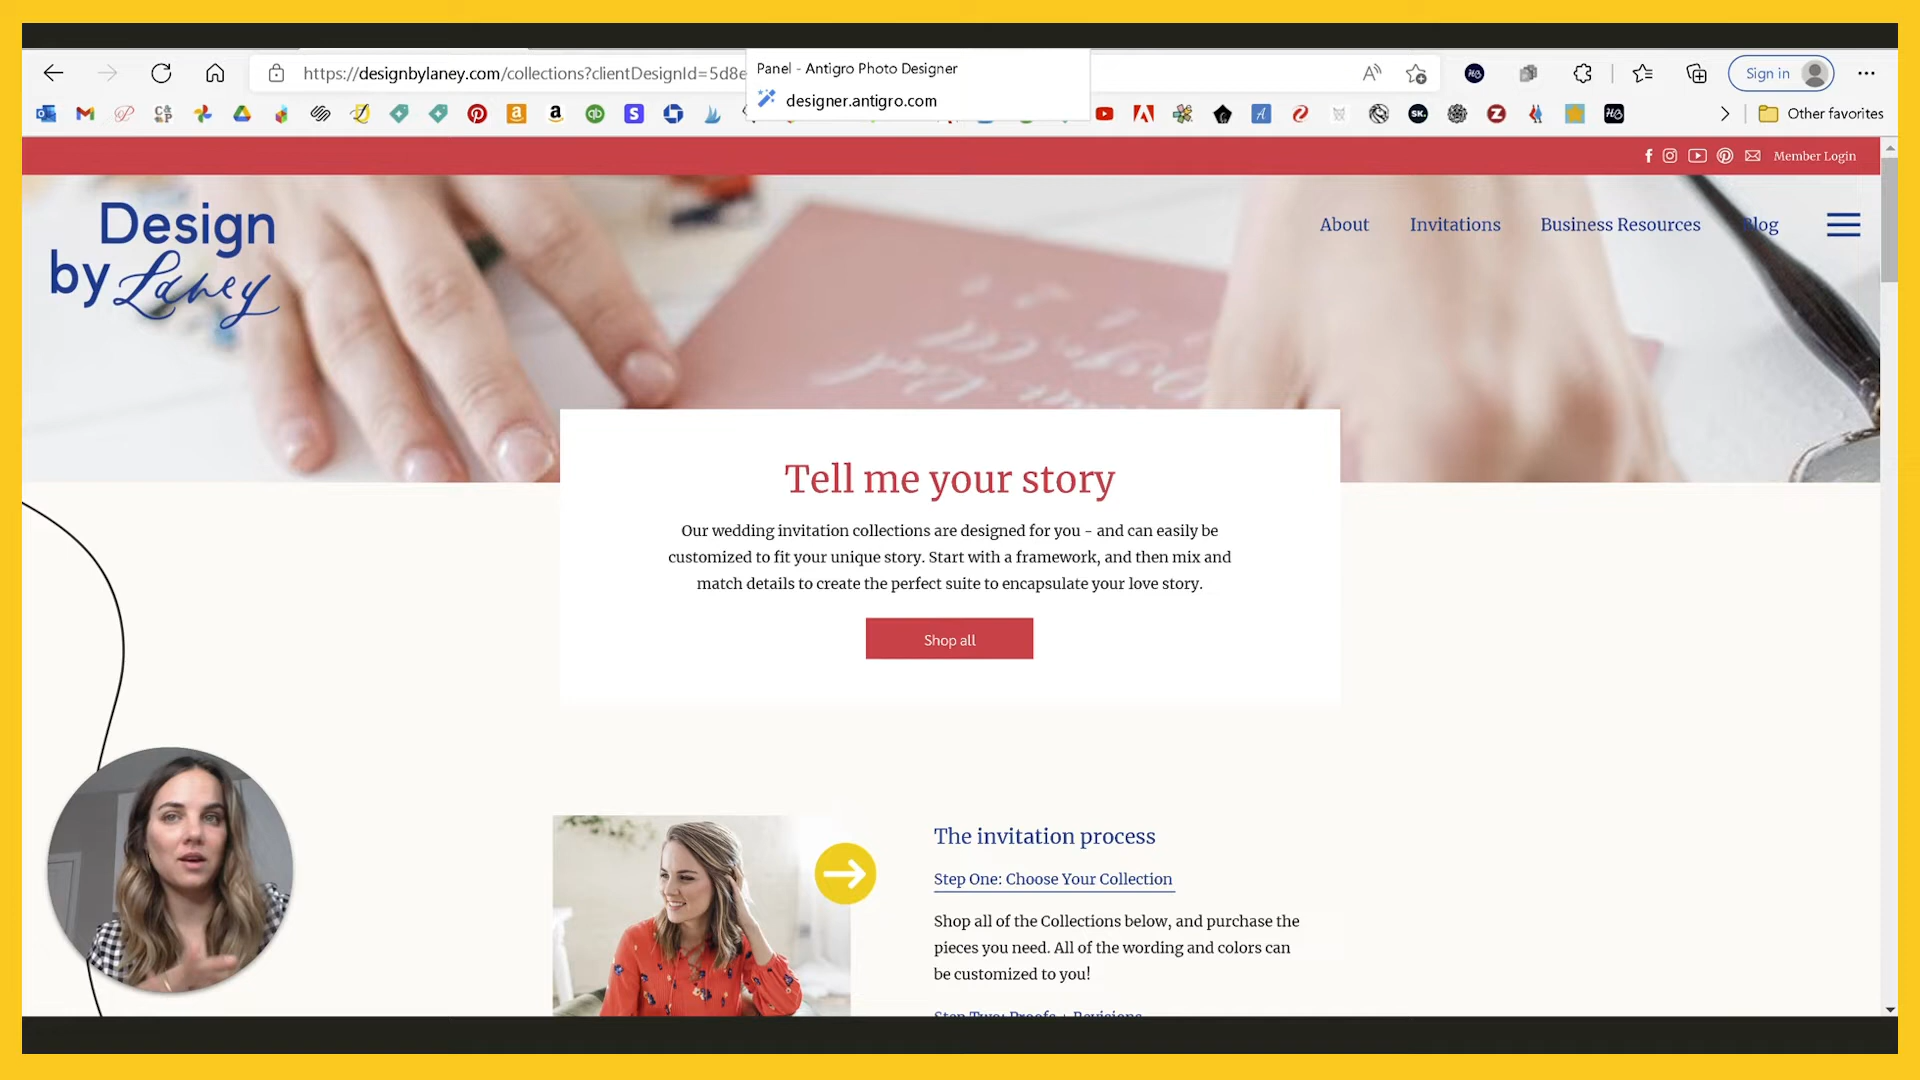 https://designbylaney.com/collections?clientDesignId=5d8e
Panel - Antigro Photo Designer
designer.antigro.com
Sign in
Other favorites
Member Login
Design
by Laney
About
Invitations
Business Resources
Blog
Tell me your story
Our wedding invitation collections are designed for you - and can easily be
customized to fit your unique story. Start with a framework, and then mix and
match details to create the perfect suite to encapsulate your love story.
Shop all
The invitation process
Step One: Choose Your Collection
Shop all of the Collections below, and purchase the
pieces you need. All of the wording and colors can
be customized to you!
Step Two: Proofs + Revisions